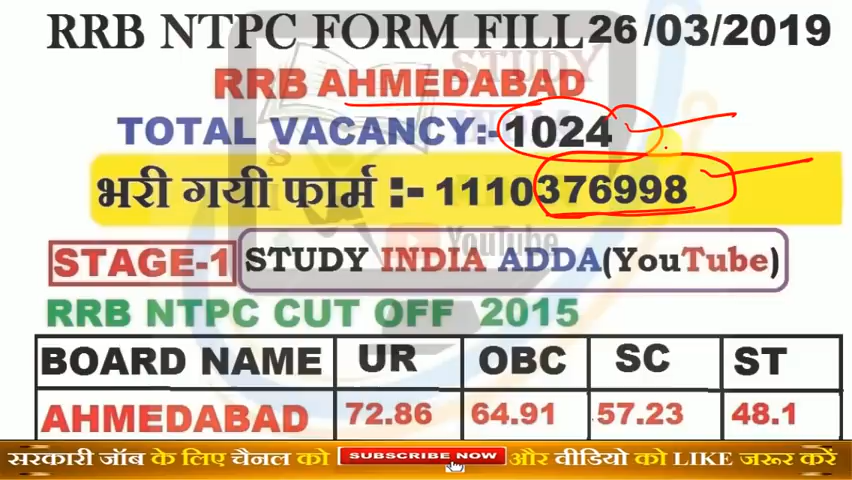 RRB NTPC FORM FILL 26/03/2019
RRB AHMEDABAD
TOTAL VACANCY:- 1024
भरी गयी फार्म :- 1110376998
STAGE-1 STUDY INDIA ADDA(YouTube)
RRB NTPC CUT OFF 2015
BOARD NAME UR OBC SC ST
AHMEDABAD 72.86 64.91 57.23 48.1
सरकारी जॉब के लिए चैनल को SUBSCRIBE NOW और वीडियो को LIKE जरूर करें